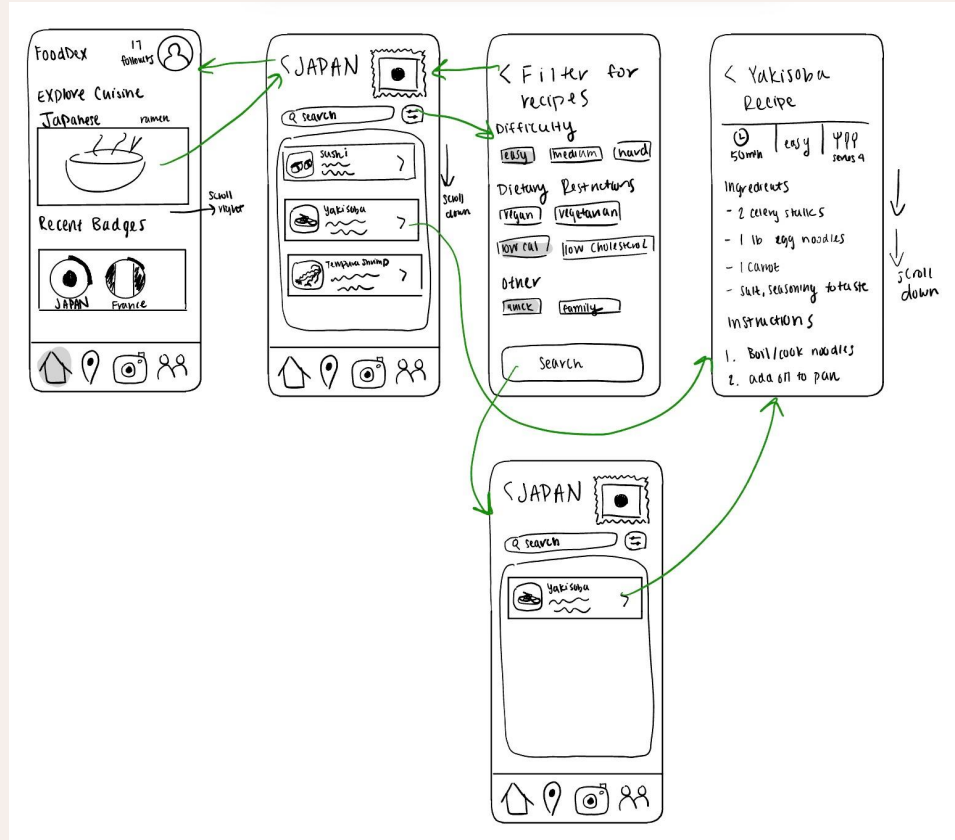 FoodDex
17
followers
Explore Cuisine
Japanese ramen
Scroll
Recent Badges
JAPAN France
<JAPAN
search
sushi
Yakisoba
Tempura shrimp
scroll
down
< Filter for
recipes
Difficulty
easy medium hard
Dietary Restrictions
vegan vegetarian
low cal low cholesterol
other
quick family
Search
< Yakisoba
Recipe
easy
serves 4
Ingredients
- 2 celery stalks
- 1 lb egg noodles
- 1 carrot
- salt, seasoning to taste
Instructions
1. Boil/cook noodles
2. add oil to pan
scroll
down
<JAPAN
search
Yakisoba